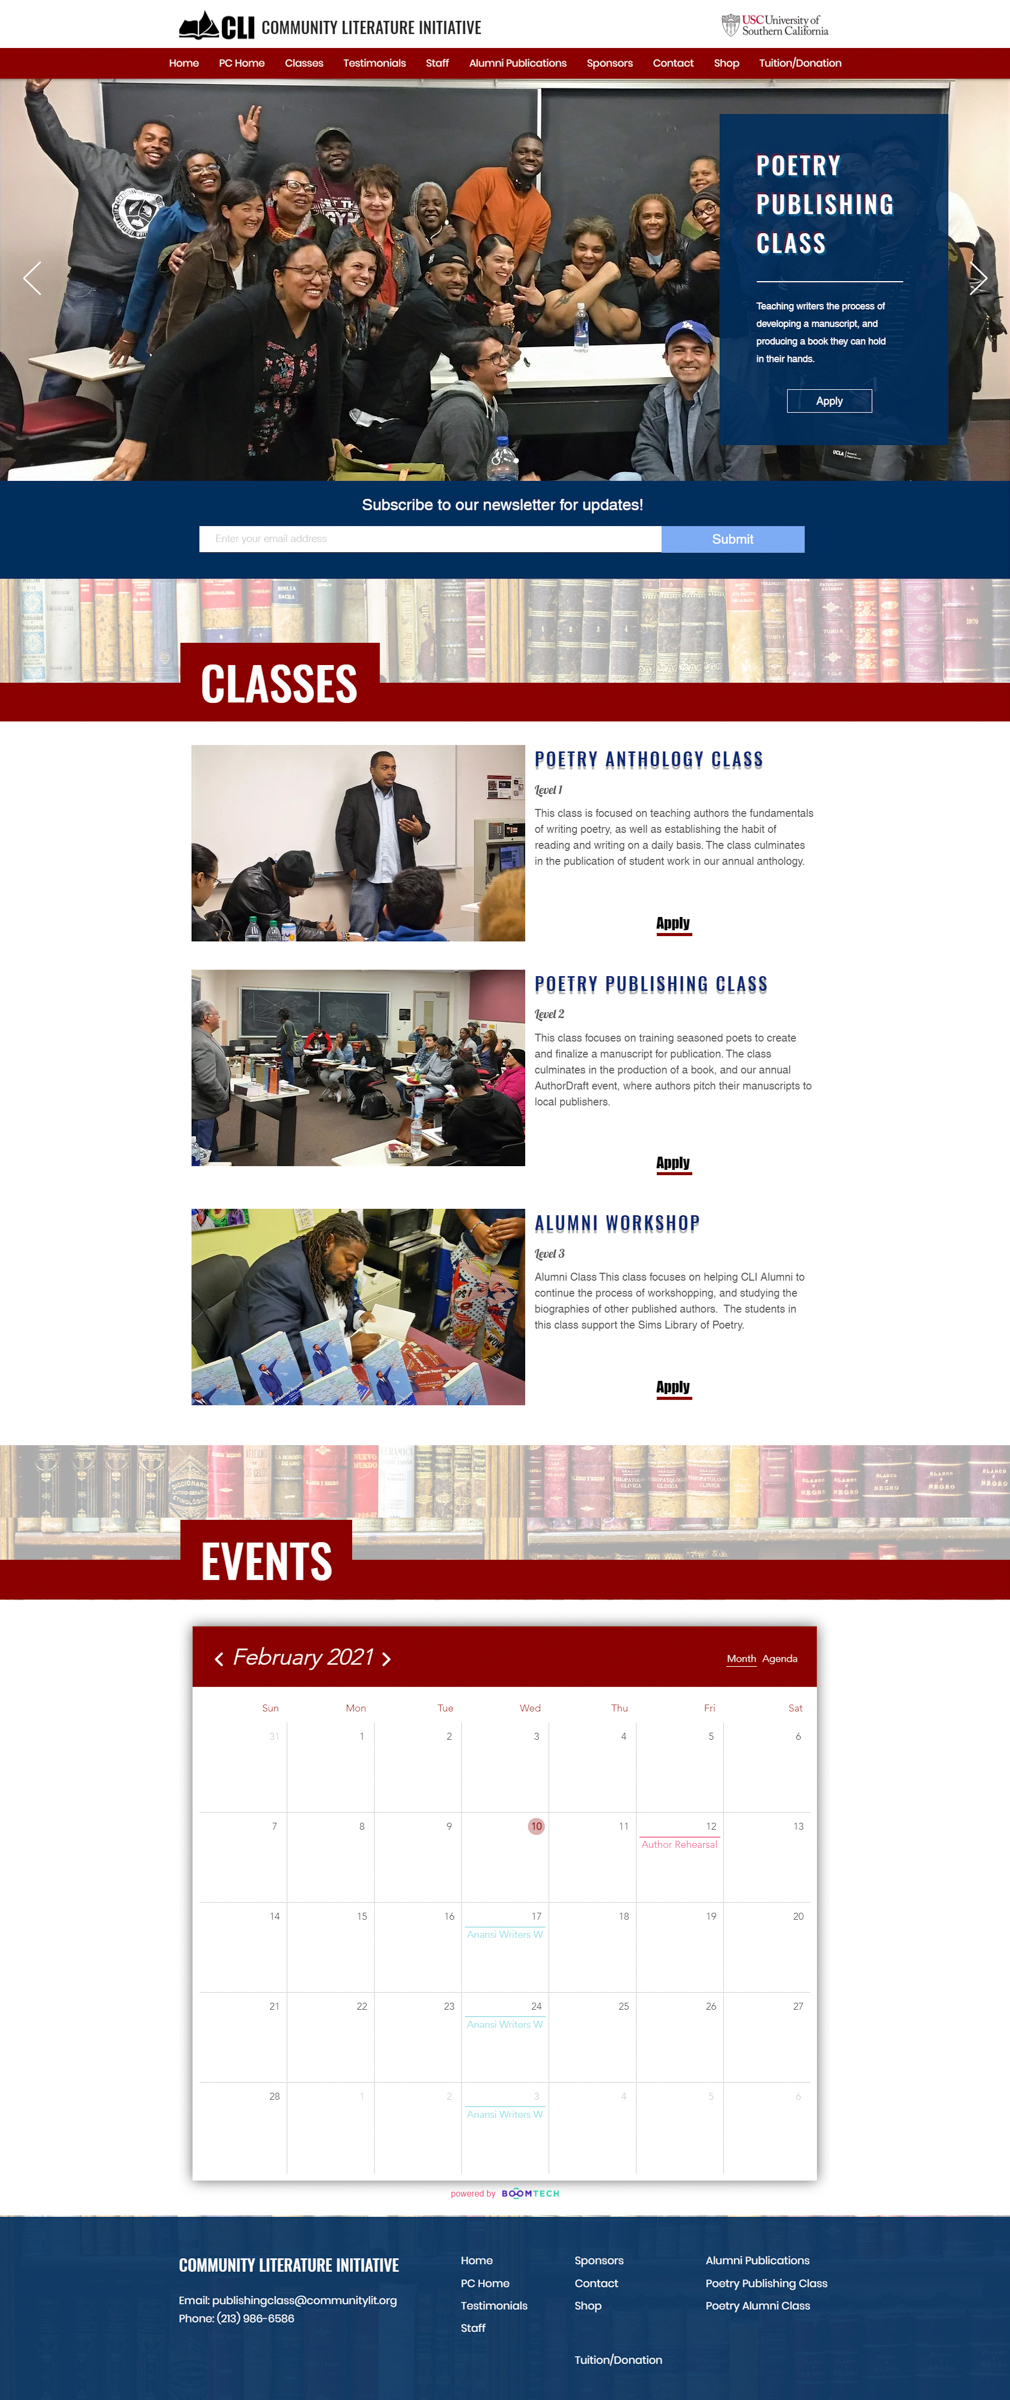 CLI COMMUNITY LITERATURE INITIATIVE
USC University of
Southern California
Home PC Home Classes Testimonials Staff Alumni Publications Sponsors Contact Shop Tuition/Donation
POETRY
PUBLISHING
CLASS
Teaching writers the process of
developing a manuscript, and
producing a book they can hold
in their hands.
Apply
UCLA
Subscribe to our newsletter for updates!
Enter your email address
Submit
CLASSES
POETRY ANTHOLOGY CLASS
Level 1
This class is focused on teaching authors the fundamentals
of writing poetry, as well as establishing the habit of
reading and writing on a daily basis. The class culminates
in the publication of student work in our annual anthology.
Apply
POETRY PUBLISHING CLASS
Level 2
This class focuses on training seasoned poets to create
and finalize a manuscript for publication. The class
culminates in the production of a book, and our annual
AuthorDraft event, where authors pitch their manuscripts to
local publishers.
Apply
ALUMNI WORKSHOP
Level 3
Alumni Class This class focuses on helping CLI Alumni to
continue the process of workshopping, and studying the
biographies of other published authors. The students in
this class support the Sims Library of Poetry.
Apply
EVENTS
February 2021
Month Agenda
Sun Mon Tue Wed Thu Fri Sat
31 1 2 3 4 5 6
7 8 9 10 11 12 13
Author Rehearsal
14 15 16 17 18 19 20
Anansi Writers W
21 22 23 24 25 26 27
Anansi Writers W
28 1 2 3 4 5 6
Anansi Writers W
powered by BOOMTECH
COMMUNITY LITERATURE INITIATIVE
Email: publishingclass@communitylit.org
Phone: (213) 986-6586
Home
PC Home
Testimonials
Staff
Sponsors
Contact
Shop
Tuition/Donation
Alumni Publications
Poetry Publishing Class
Poetry Alumni Class